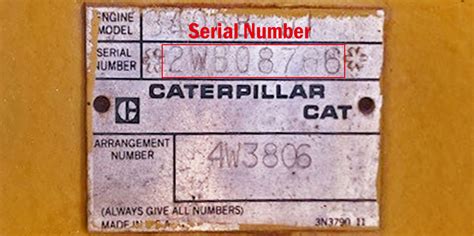 ENGINE
MODEL
Serial Number
SERIAL
NUMBER
2WB08766
CATERPILLAR
C CAT
ARRANGEMENT
NUMBER
4W3806
(ALWAYS GIVE ALL NUMBERS)
MADE IN U.S.A.
3N3790 11